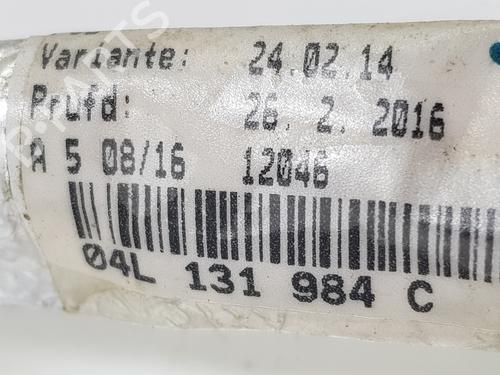 Variante: 24.02.14
Prüfd: 26. 2. 2016
A 5 08/16 12046
04L 131 984 C